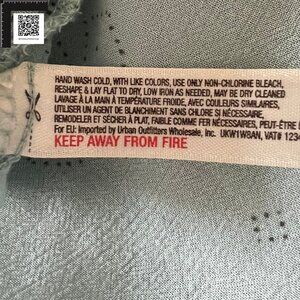 HAND WASH COLD, WITH LIKE COLORS, USE ONLY NON-CHLORINE BLEACH,
RESHAPE & LAY FLAT TO DRY, LOW IRON AS NEEDED, MAY BE DRY CLEANED
LAVAGE À LA MAIN À TEMPÉRATURE FROIDE, AVEC COULEURS SIMILAIRES,
UTILISER UN AGENT DE BLANCHIMENT SANS CHLORE SI NÉCESSAIRE,
REMODELER ET SÉCHER À PLAT, FAIBLE COMME FER NÉCESSAIRES, PEUT-ÊTRE
For EU: Imported by Urban Outfitters Wholesale, Inc. UKW1W8AN, VAT# 1234
KEEP AWAY FROM FIRE